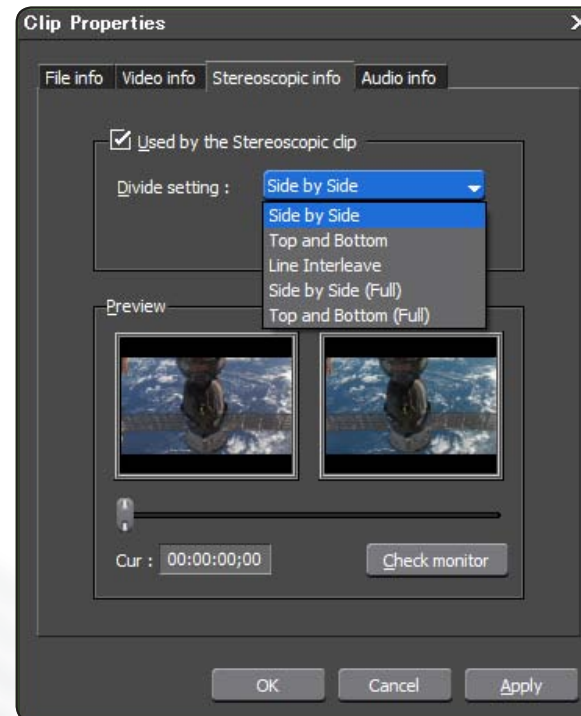 Clip Properties
File info Video info Stereoscopic info Audio info
Used by the Stereoscopic clip
Divide setting : Side by Side
Side by Side
Top and Bottom
Line Interleave
Side by Side (Full)
Top and Bottom (Full)
Preview
Cur : 00:00:00;00 Check monitor
OK Cancel Apply